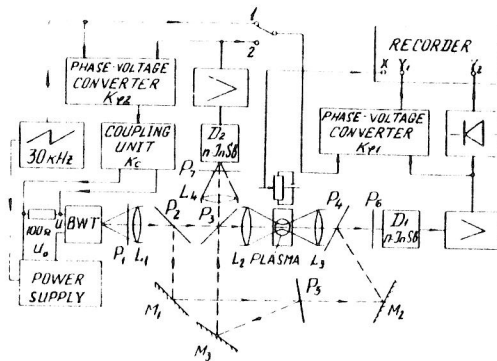 1
2
RECORDER
X Y₁ Y₂
PHASE-VOLTAGE
CONVERTER
Kφ2
30 kHz
COUPLING
UNIT
Kc
D2
n-InSb
PHASE-VOLTAGE
CONVERTER
Kφ1
P7
L4
100Ω
U
U₀
BWT
P1
L1
P2
P3
L2
PLASMA
L3
P4
P6
D1
n-InSb
POWER
SUPPLY
M1
M3
P5
M2